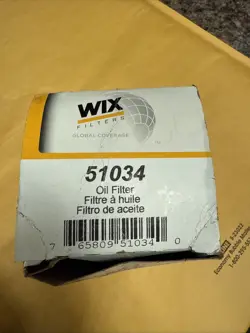 WIX
FILTERS
GLOBAL COVERAGE
51034
Oil Filter
Filtre à huile
Filtro de aceite
7 65809 51034 0